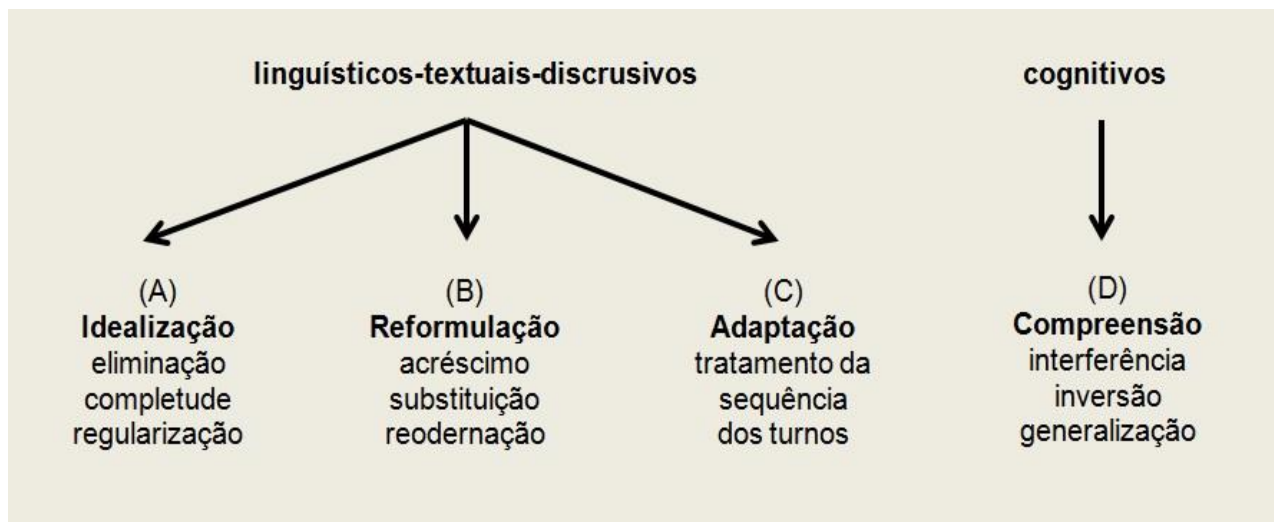 linguísticos-textuais-discrusivos
cognitivos
(A)
Idealização
eliminação
completude
regularização
(B)
Reformulação
acréscimo
substituição
reodernação
(C)
Adaptação
tratamento da
sequência
dos turnos
(D)
Compreensão
interferência
inversão
generalização